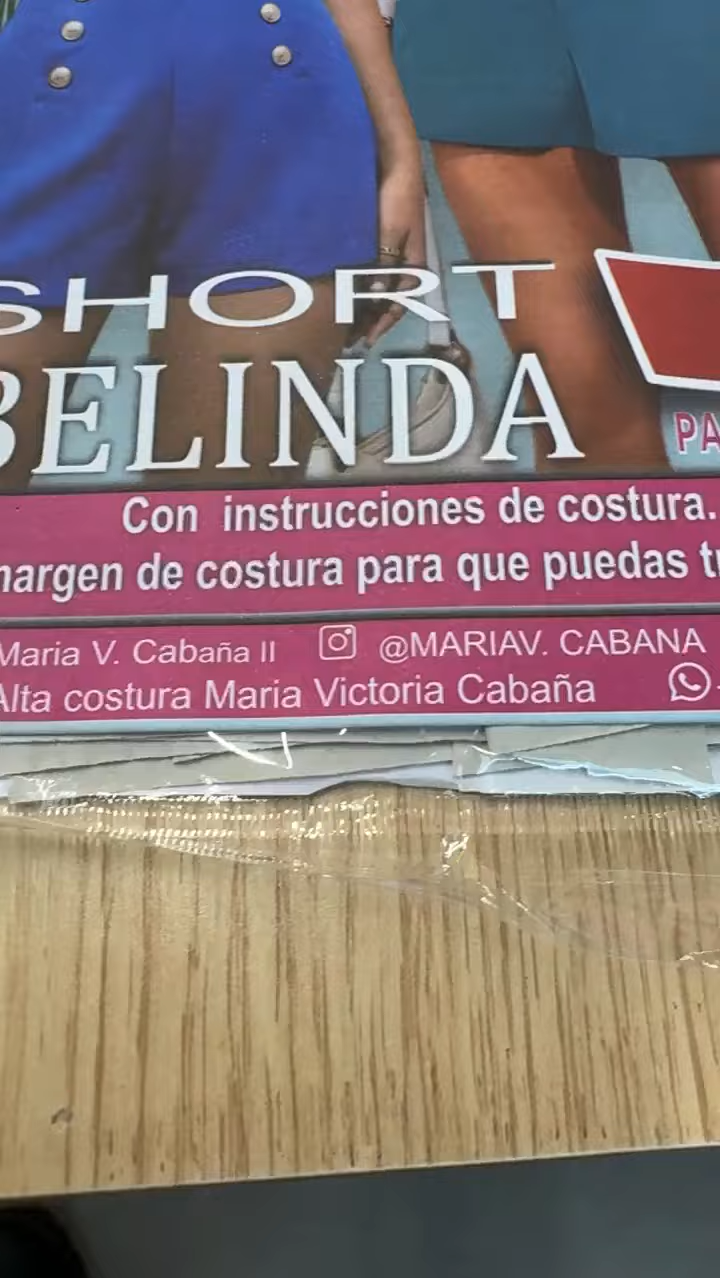 SHORT
BELINDA
PA
Con instrucciones de costura.
margen de costura para que puedas tr
Maria V. Cabaña II @MARIAV. CABANA
Alta costura Maria Victoria Cabaña